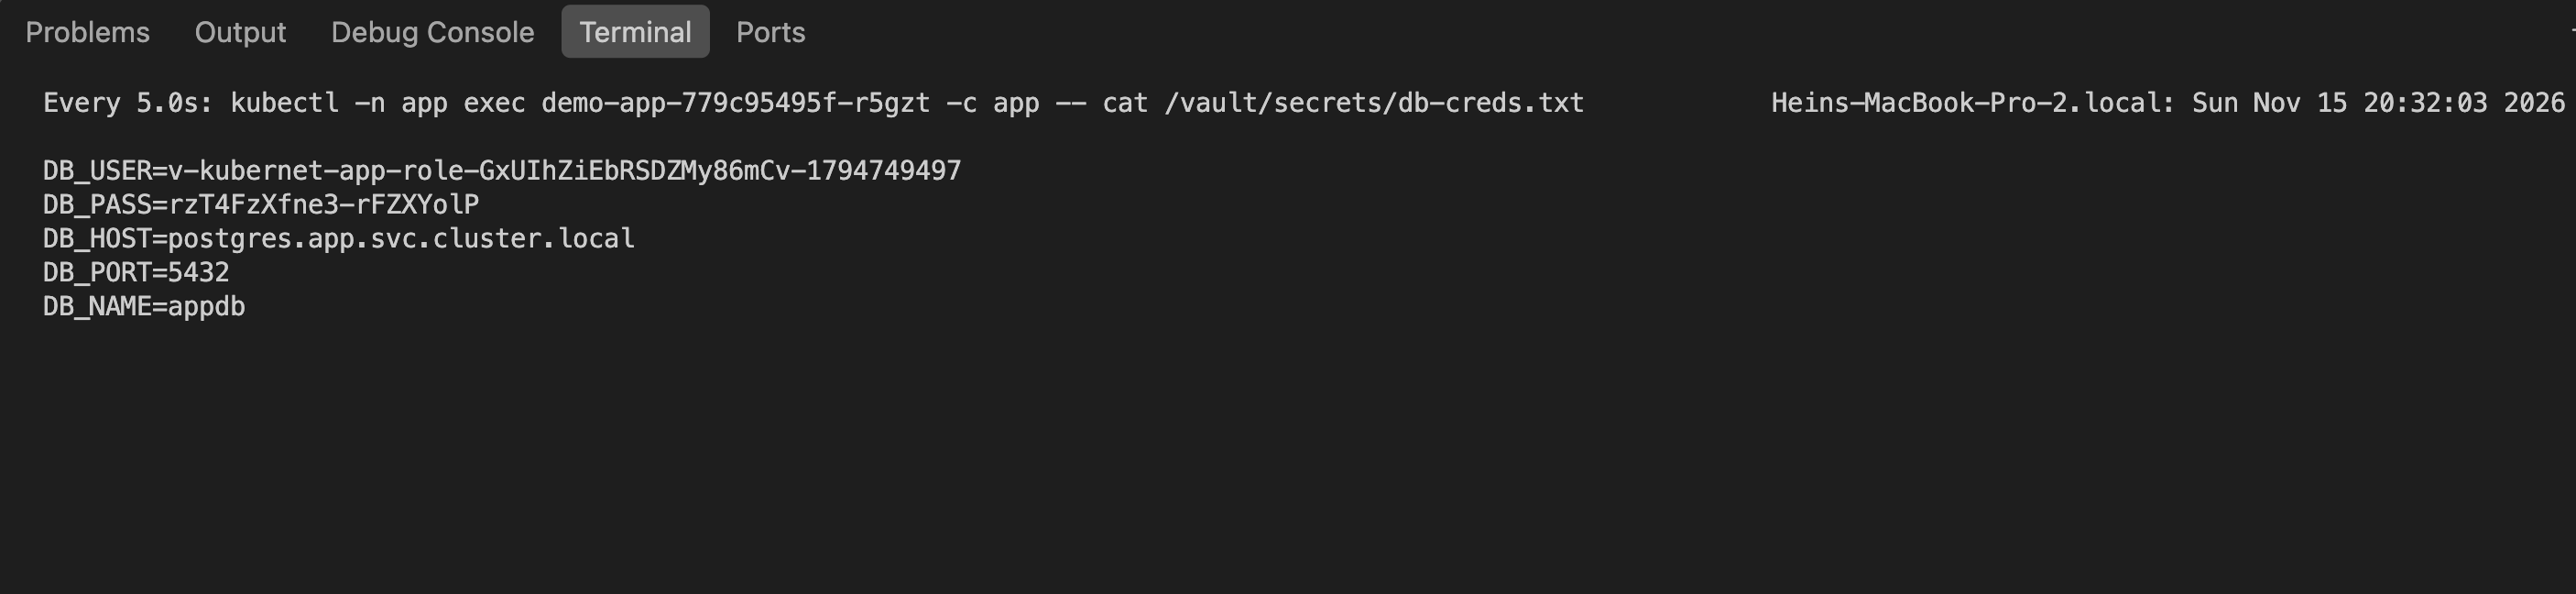 Problems Output Debug Console Terminal Ports
Every 5.0s: kubectl -n app exec demo-app-779c95495f-r5gzt -c app -- cat /vault/secrets/db-creds.txt Heins-MacBook-Pro-2.local: Sun Nov 15 20:32:03 2026
DB_USER=v-kubernet-app-role-GxUIhZiEbRSDZMy86mCv-1794749497
DB_PASS=rzT4FzXfne3-rFZXYolP
DB_HOST=postgres.app.svc.cluster.local
DB_PORT=5432
DB_NAME=appdb